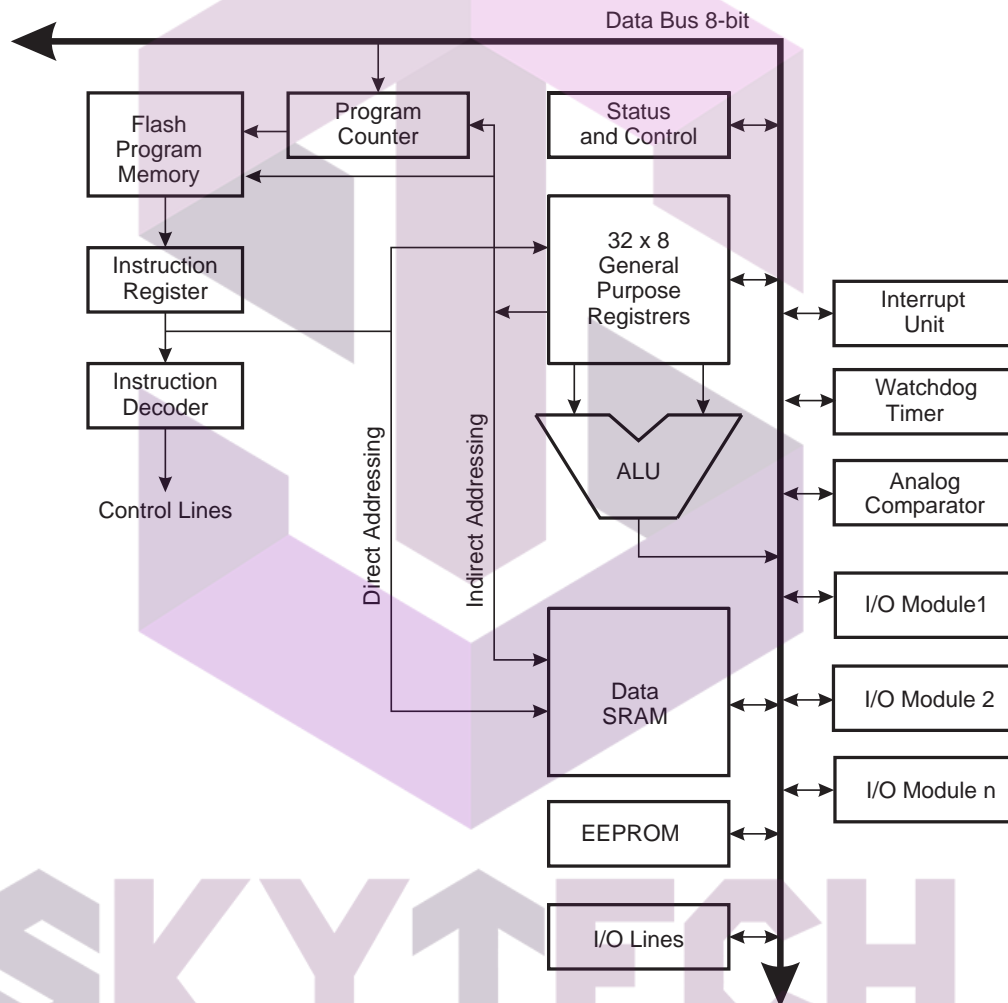 Data Bus 8-bit
Flash
Program
Memory
Program
Counter
Status
and Control
32 x 8
General
Purpose
Registrers
Instruction
Register
Instruction
Decoder
Control Lines
Direct Addressing
Indirect Addressing
ALU
Interrupt
Unit
Watchdog
Timer
Analog
Comparator
I/O Module1
Data
SRAM
I/O Module 2
I/O Module n
EEPROM
I/O Lines
SKYTECH